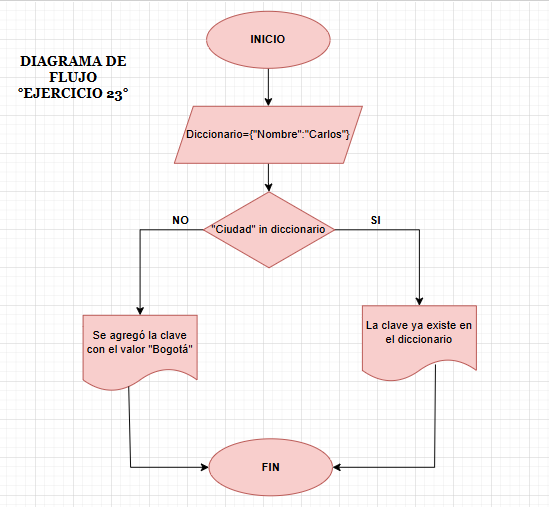 DIAGRAMA DE
FLUJO
°EJERCICIO 23°
INICIO
Diccionario={"Nombre":"Carlos"}
"Ciudad" in diccionario
NO
SI
Se agregó la clave
con el valor "Bogotá"
La clave ya existe en
el diccionario
FIN